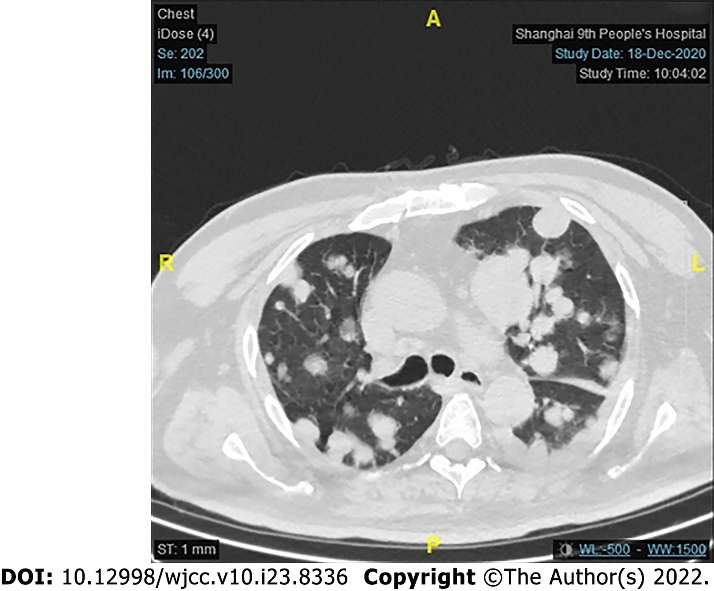 A
Chest
iDose (4)
Se: 202
Im: 106/300
Shanghai 9th People's Hospital
Study Date: 18-Dec-2020
Study Time: 10:04:02
R
L
ST: 1 mm
P
WL:-500 - WW:1500
DOI: 10.12998/wjcc.v10.i23.8336 Copyright ©The Author(s) 2022.